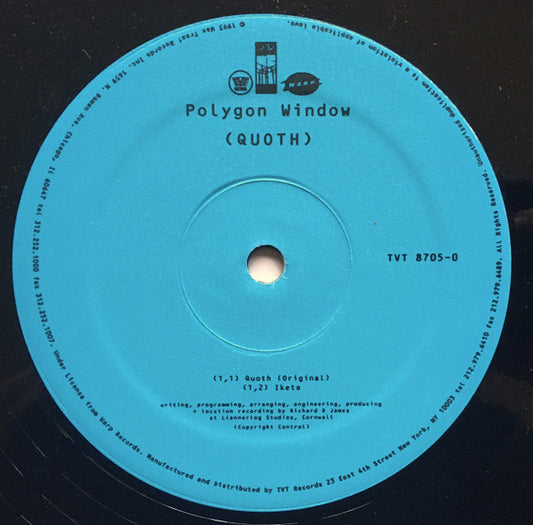 W
WARP
Polygon Window
(QUOTH)
TVT 8705-0
(1,1) Quoth (Original)
(1,2) Iketa
writing, programming, arranging, engineering, producing
+ location recording by Richard D James
at Llannerlog Studios, Cornwall
(Copyright Control)
© 1993 Wax Trax! Records Inc. 1659 N. Damen Ave. Chicago, IL 60647 tel 312.252.1000 fax 312.252.1007. Under License from Warp Records. Manufactured and Distributed by TVT Records 23 East 4th Street New York, NY 10003 tel 212.979.6410 fax 212.979.6489. All Rights Reserved. Unauthorized duplication is a violation of applicable laws.